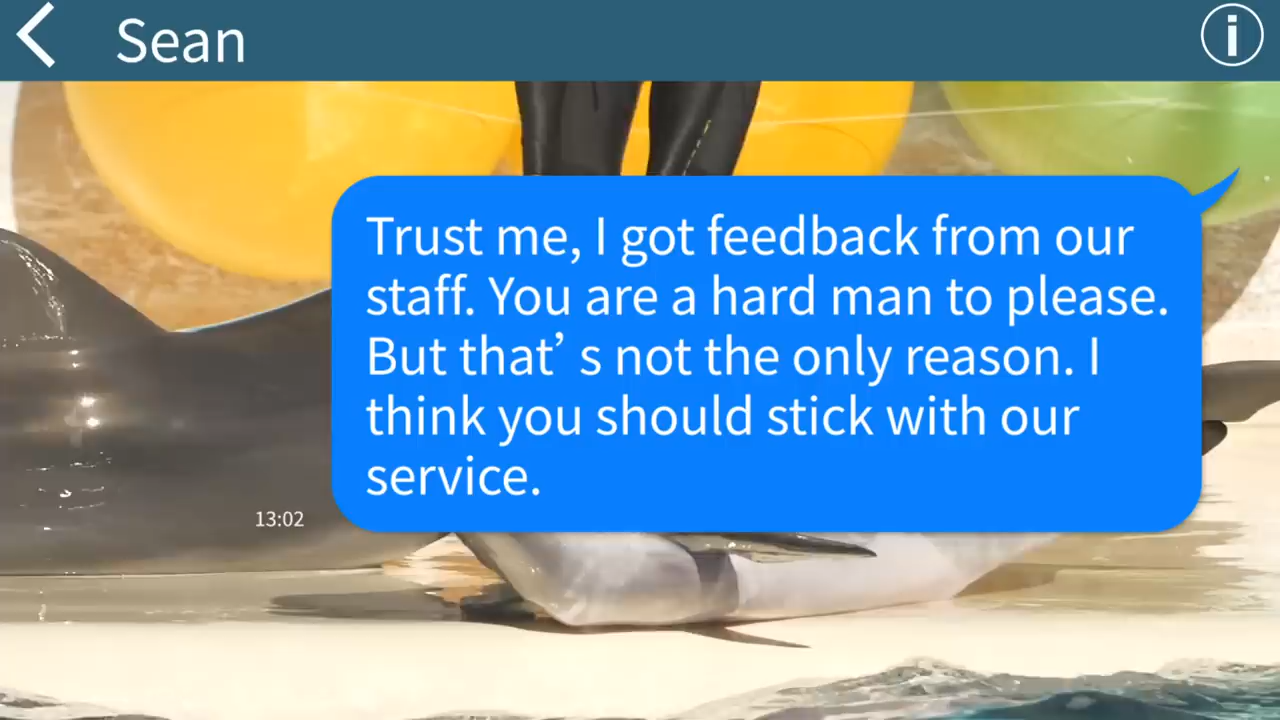 Sean
Trust me, I got feedback from our
staff. You are a hard man to please.
But that’s not the only reason. I
think you should stick with our
service.
13:02